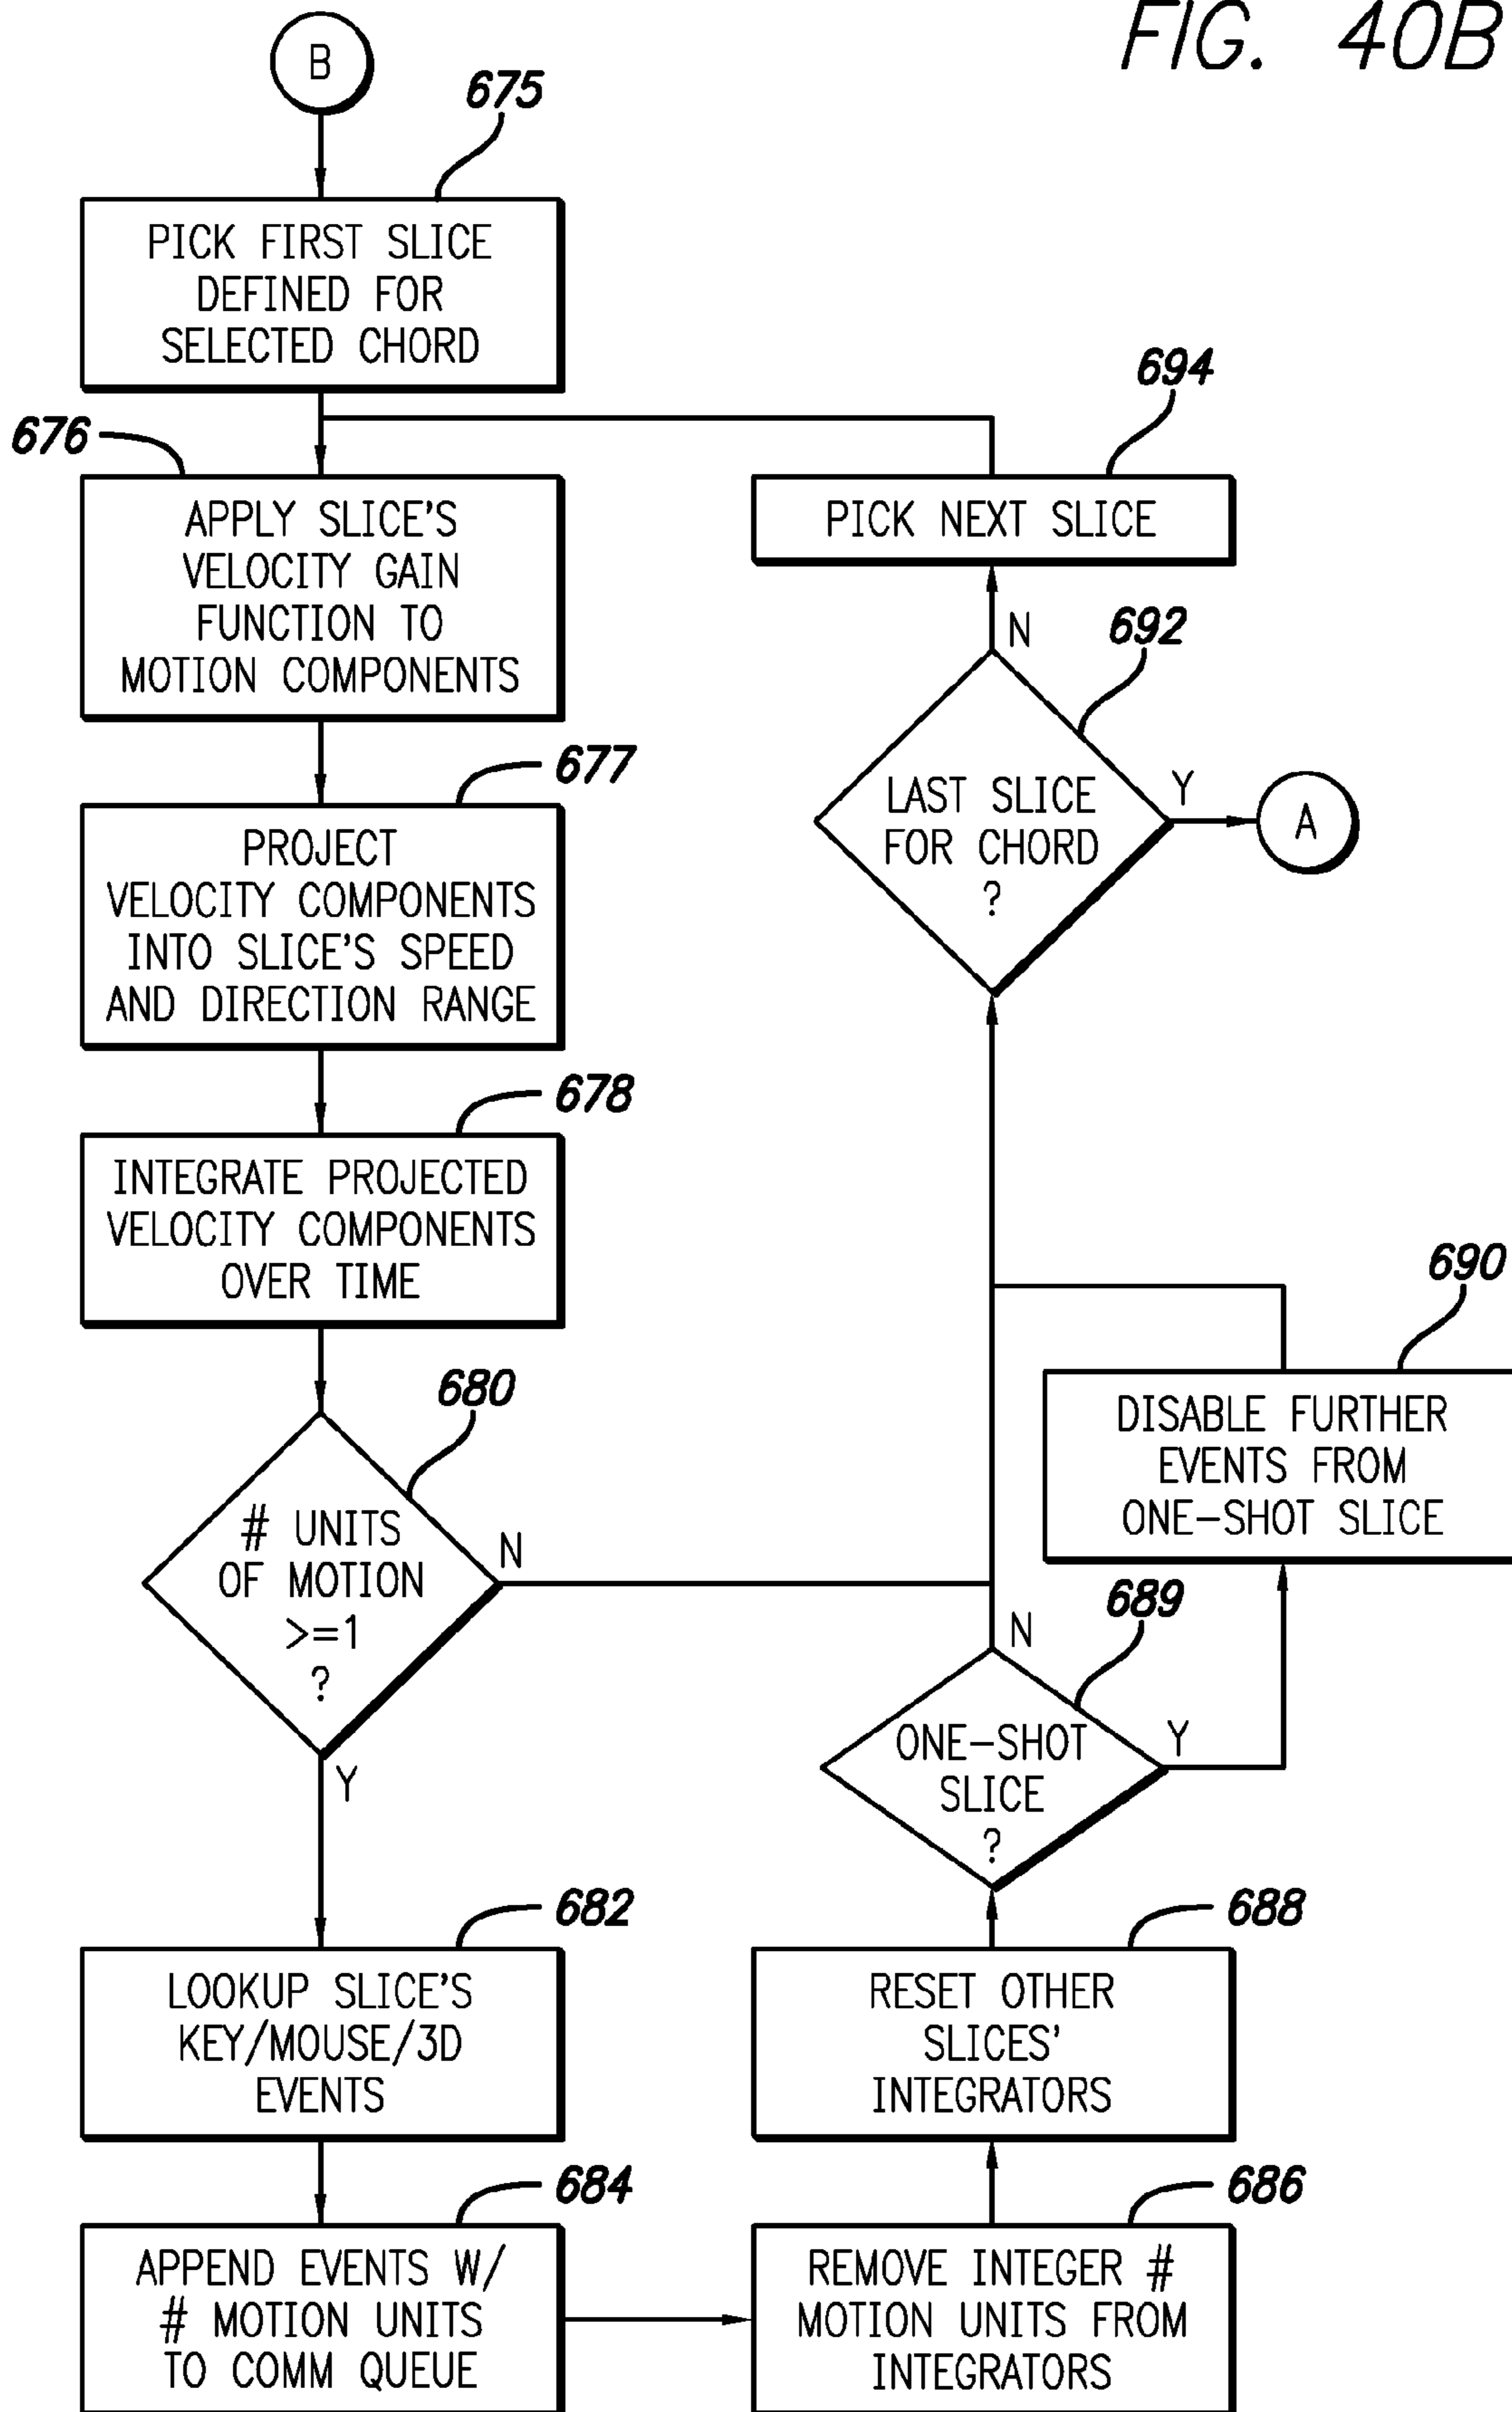 FIG. 40B
B
675
PICK FIRST SLICE
DEFINED FOR
SELECTED CHORD
676
APPLY SLICE'S
VELOCITY GAIN
FUNCTION TO
MOTION COMPONENTS
677
PROJECT
VELOCITY COMPONENTS
INTO SLICE'S SPEED
AND DIRECTION RANGE
678
INTEGRATE PROJECTED
VELOCITY COMPONENTS
OVER TIME
680
# UNITS
OF MOTION
>=1
?
N
Y
682
LOOKUP SLICE'S
KEY/MOUSE/3D
EVENTS
684
APPEND EVENTS W/
# MOTION UNITS
TO COMM QUEUE
686
REMOVE INTEGER #
MOTION UNITS FROM
INTEGRATORS
688
RESET OTHER
SLICES'
INTEGRATORS
689
ONE-SHOT
SLICE
?
N
Y
690
DISABLE FURTHER
EVENTS FROM
ONE-SHOT SLICE
692
LAST SLICE
FOR CHORD
?
N
Y
A
694
PICK NEXT SLICE